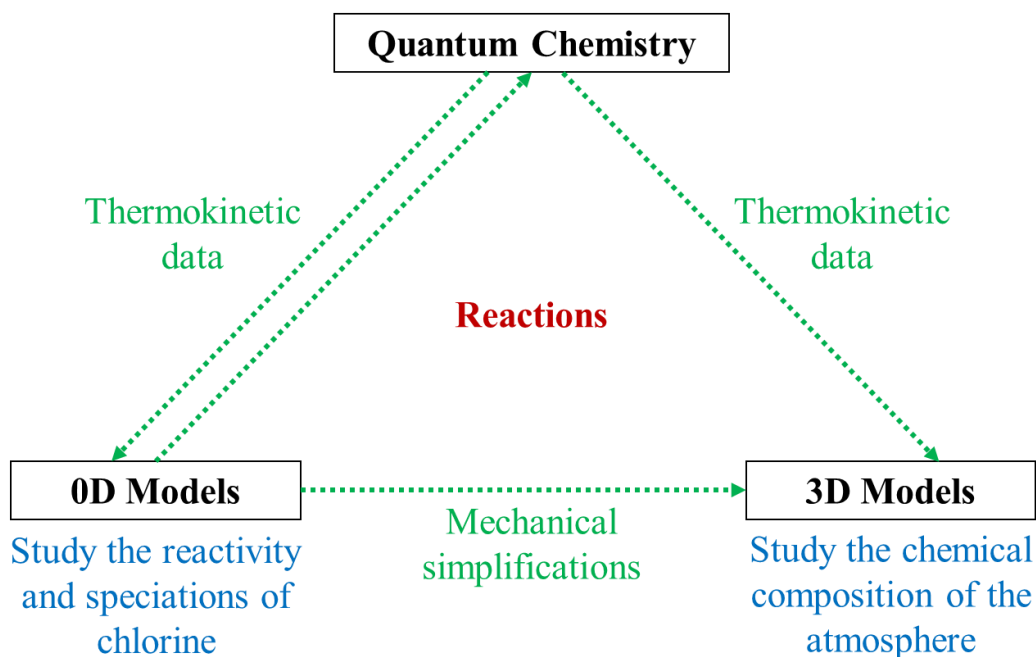 Quantum Chemistry
Thermokinetic
data
Thermokinetic
data
Reactions
0D Models
3D Models
Mechanical
simplifications
Study the reactivity
and speciations of
chlorine
Study the chemical
composition of the
atmosphere